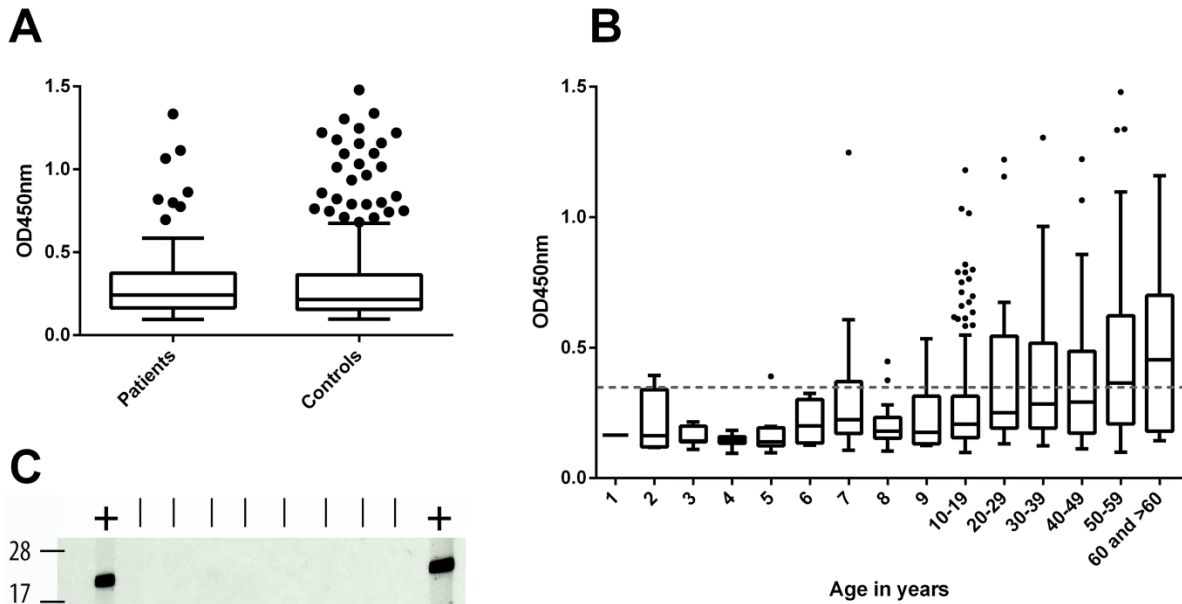 A
OD450nm
1.5
1.0
0.5
0.0
Patients
Controls
B
OD450nm
1.5
1.0
0.5
0.0
1
2
3
4
5
6
7
8
9
10-19
20-29
30-39
40-49
50-59
60 and >60
Age in years
C
+ | | | | | | | | +
28
17